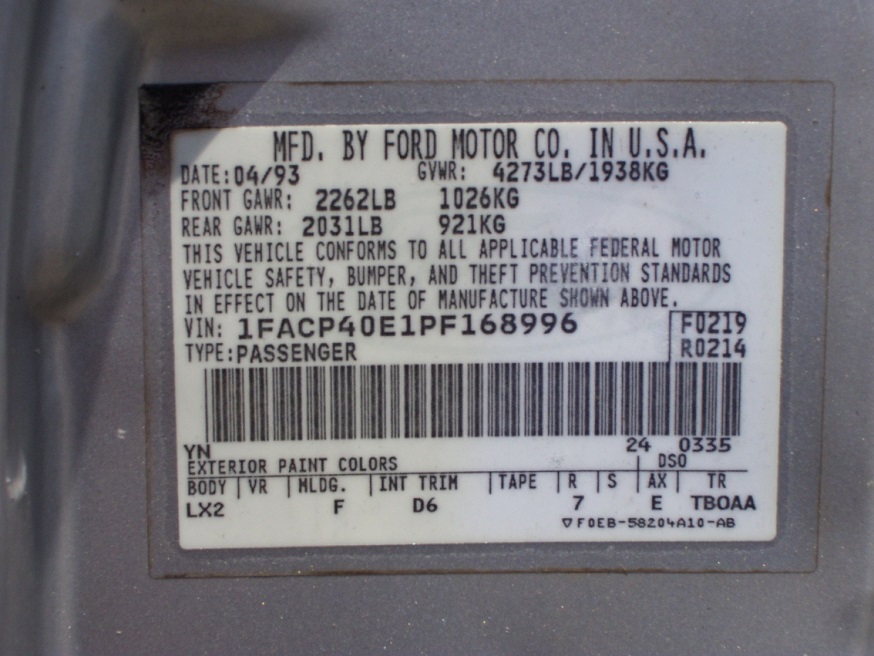 MFD. BY FORD MOTOR CO. IN U.S.A.
DATE:04/93 GVWR: 4273LB/1938KG
FRONT GAWR: 2262LB 1026KG
REAR GAWR: 2031LB 921KG
THIS VEHICLE CONFORMS TO ALL APPLICABLE FEDERAL MOTOR
VEHICLE SAFETY, BUMPER, AND THEFT PREVENTION STANDARDS
IN EFFECT ON THE DATE OF MANUFACTURE SHOWN ABOVE.
VIN: 1FACP40E1PF168996 F0219
TYPE:PASSENGER R0214
YN 24 0335
EXTERIOR PAINT COLORS DSO
BODY VR MLDG. INT TRIM TAPE R S AX TR
LX2 F D6 7 E TBOAA
▽F0EB-58204A10-AB